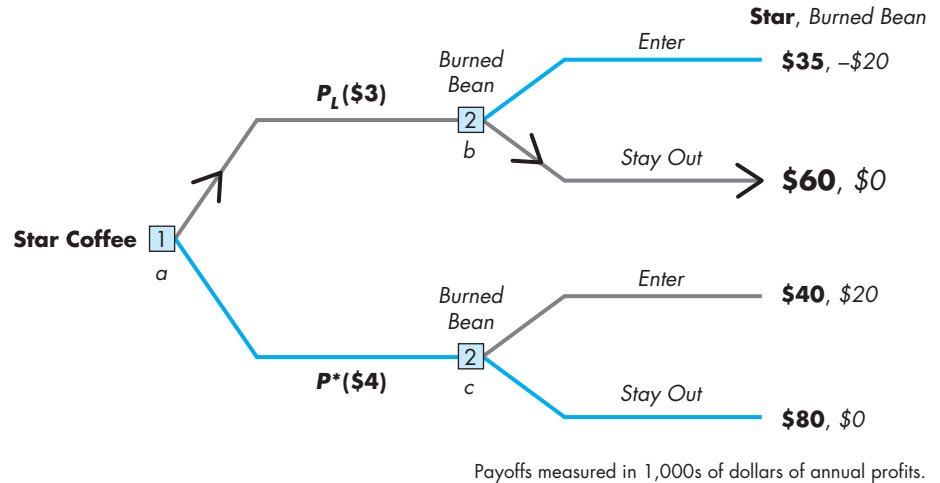 Star, Burned Bean
Enter
$35, –$20
Burned
Bean
P_L($3)
2
b
Stay Out
$60, $0
Star Coffee
1
a
Enter
$40, $20
Burned
Bean
2
c
P*($4)
Stay Out
$80, $0
Payoffs measured in 1,000s of dollars of annual profits.